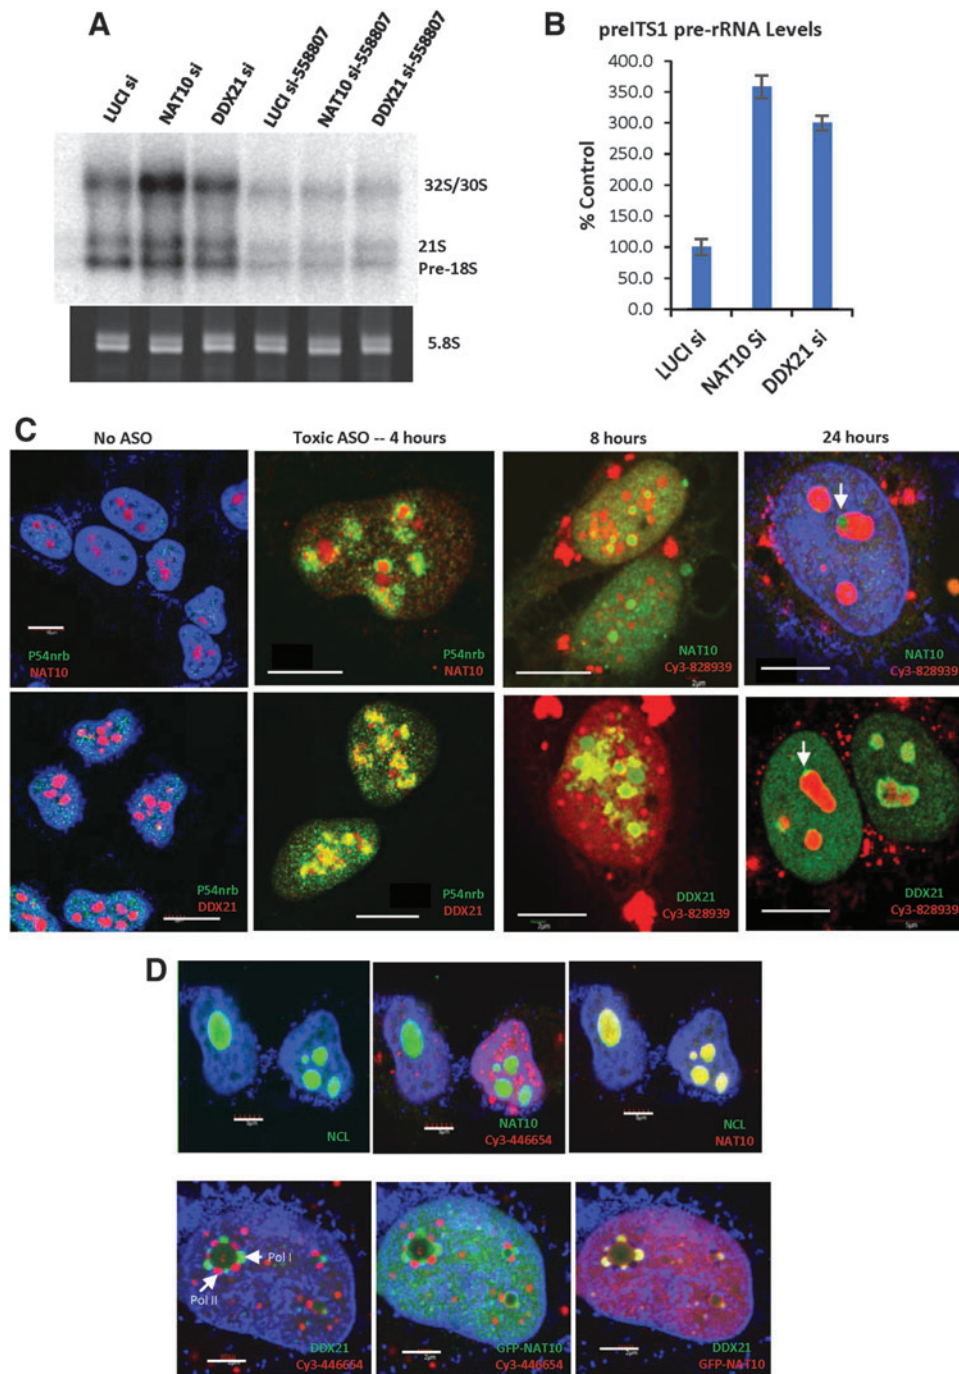 A
LUCI si
NAT10 si
DDX21 si
LUCI si-558807
NAT10 si-558807
DDX21 si-558807
32S/30S
21S
Pre-18S
5.8S
B
preITS1 pre-rRNA Levels
% Control
400.0
350.0
300.0
250.0
200.0
150.0
100.0
50.0
0.0
LUCI si
NAT10 Si
DDX21 si
C
No ASO
Toxic ASO -- 4 hours
8 hours
24 hours
P54nrb
NAT10
P54nrb
NAT10
NAT10
Cy3-828939
2μm
NAT10
Cy3-828939
P54nrb
DDX21
P54nrb
DDX21
DDX21
Cy3-828939
2μm
DDX21
Cy3-828939
5μm
D
NCL
NAT10
Cy3-446654
NCL
NAT10
Pol I
Pol II
DDX21
Cy3-446654
GFP-NAT10
Cy3-446654
2μm
DDX21
GFP-NAT10
2μm